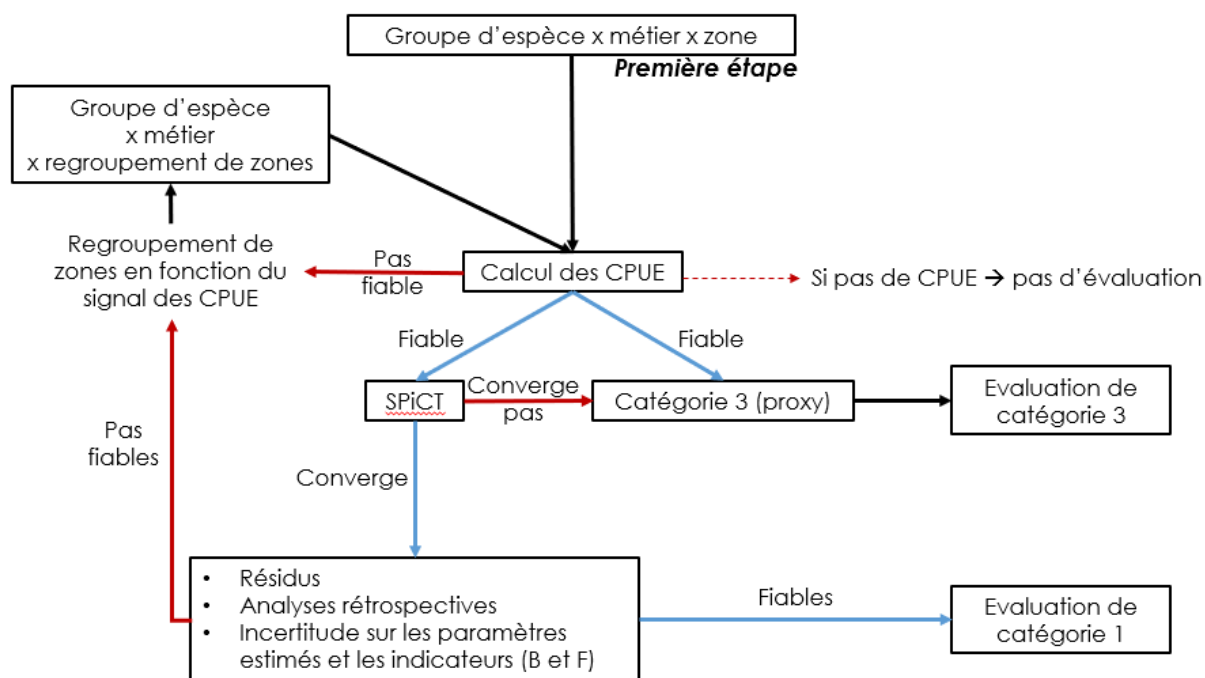 Groupe d'espèce x métier x zone
Première étape
Groupe d'espèce
x métier
x regroupement de zones
Regroupement de
zones en fonction du
signal des CPUE
Pas
fiable
Calcul des CPUE
Si pas de CPUE → pas d'évaluation
Fiable
Fiable
SPiCT
Converge
pas
Catégorie 3 (proxy)
Evaluation de
catégorie 3
Pas
fiables
Converge
• Résidus
• Analyses rétrospectives
• Incertitude sur les paramètres
estimés et les indicateurs (B et F)
Fiables
Evaluation de
catégorie 1